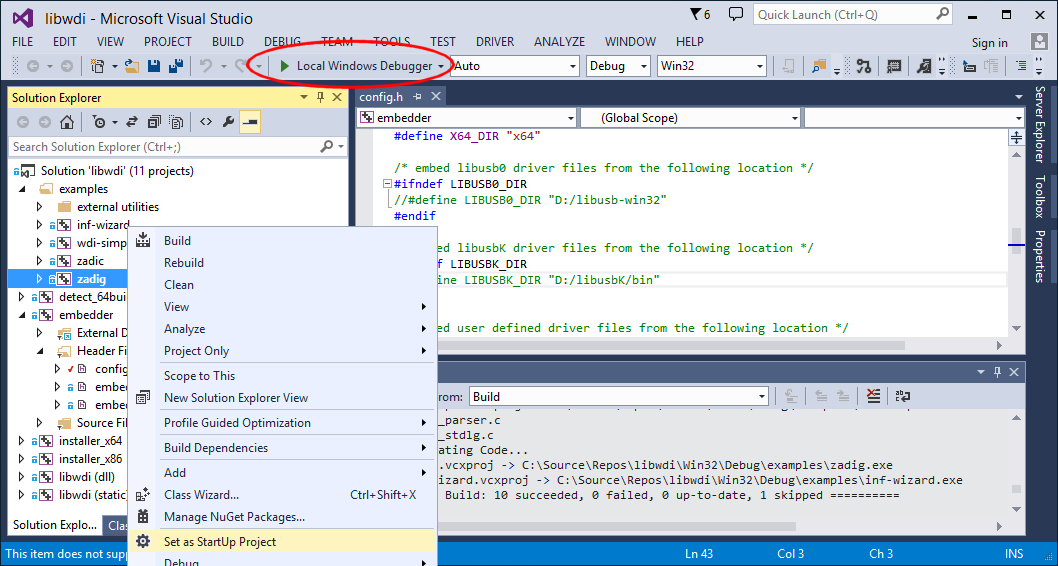 libwdi - Microsoft Visual Studio
6
Quick Launch (Ctrl+Q)
FILE EDIT VIEW PROJECT BUILD DEBUG TEAM TOOLS TEST DRIVER ANALYZE WINDOW HELP
Sign in
Local Windows Debugger
Auto
Debug
Win32
Solution Explorer
Search Solution Explorer (Ctrl+;)
Solution 'libwdi' (11 projects)
examples
external utilities
inf-wizard
wdi-simp
zadic
zadig
detect_64bui
embedder
External D
Header Fi
config
embe
embe
Source Fil
installer_x64
installer_x86
libwdi (dll)
libwdi (static)
Solution Explo...
Clas
Build
Rebuild
Clean
View
Analyze
Project Only
Scope to This
New Solution Explorer View
Profile Guided Optimization
Build Dependencies
Add
Class Wizard... Ctrl+Shift+X
Manage NuGet Packages...
Set as StartUp Project
Debug
config.h
embedder
(Global Scope)
#define X64_DIR "x64"
/* embed libusb0 driver files from the following location */
#ifndef LIBUSB0_DIR
//#define LIBUSB0_DIR "D:/libusb-win32"
#endif
ed libusbK driver files from the following location */
f LIBUSBK_DIR
ine LIBUSBK_DIR "D:/libusbK/bin"
ed user defined driver files from the following location */
rom: Build
_parser.c
_stdlg.c
ating Code...
.vcxproj -> C:\Source\Repos\libwdi\Win32\Debug\examples\zadig.exe
izard.vcxproj -> C:\Source\Repos\libwdi\Win32\Debug\examples\inf-wizard.exe
Build: 10 succeeded, 0 failed, 0 up-to-date, 1 skipped ==========
Server Explorer
Toolbox
Properties
This item does not supp
Ln 43
Col 3
Ch 3
INS